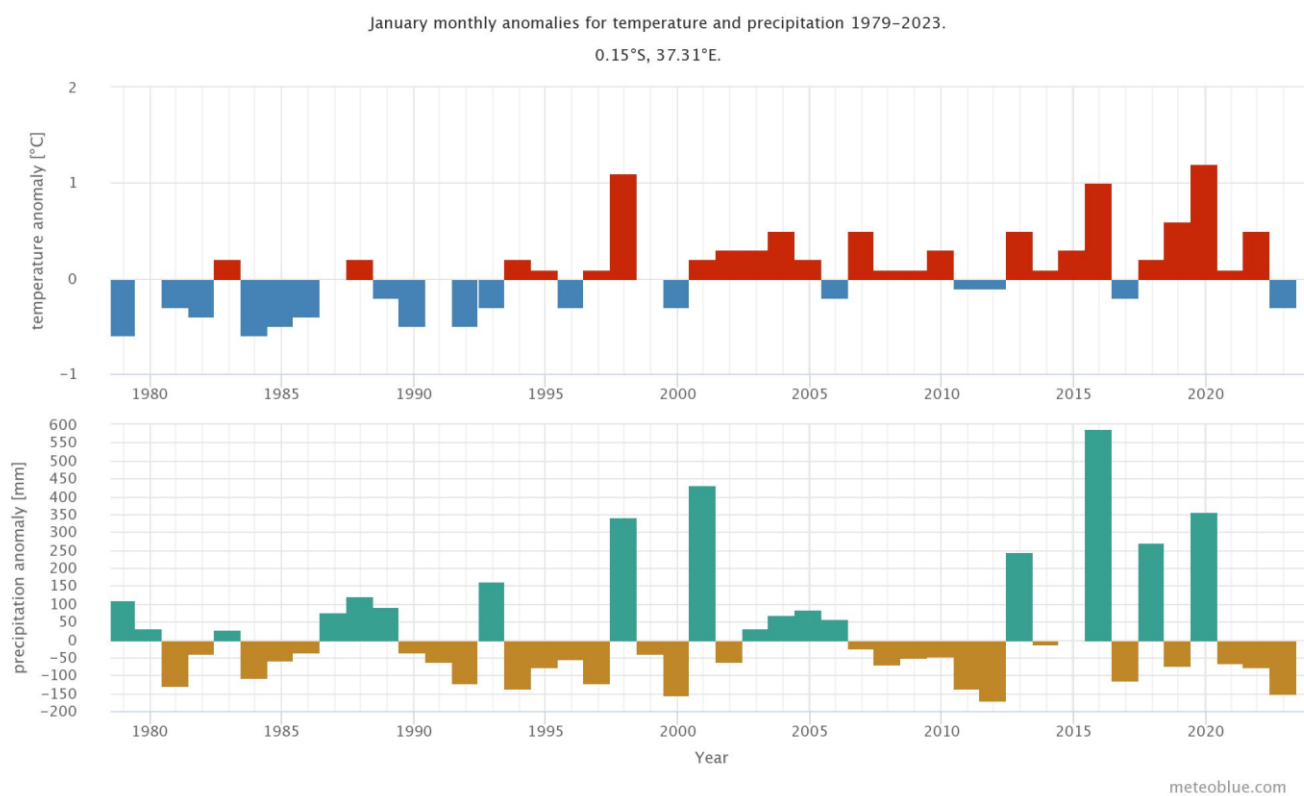 January monthly anomalies for temperature and precipitation 1979–2023.
0.15°S, 37.31°E.
temperature anomaly [°C]
2
1
0
−1
1980 1985 1990 1995 2000 2005 2010 2015 2020
precipitation anomaly [mm]
600
550
500
450
400
350
300
250
200
150
100
50
0
−50
−100
−150
−200
1980 1985 1990 1995 2000 2005 2010 2015 2020
Year
meteoblue.com